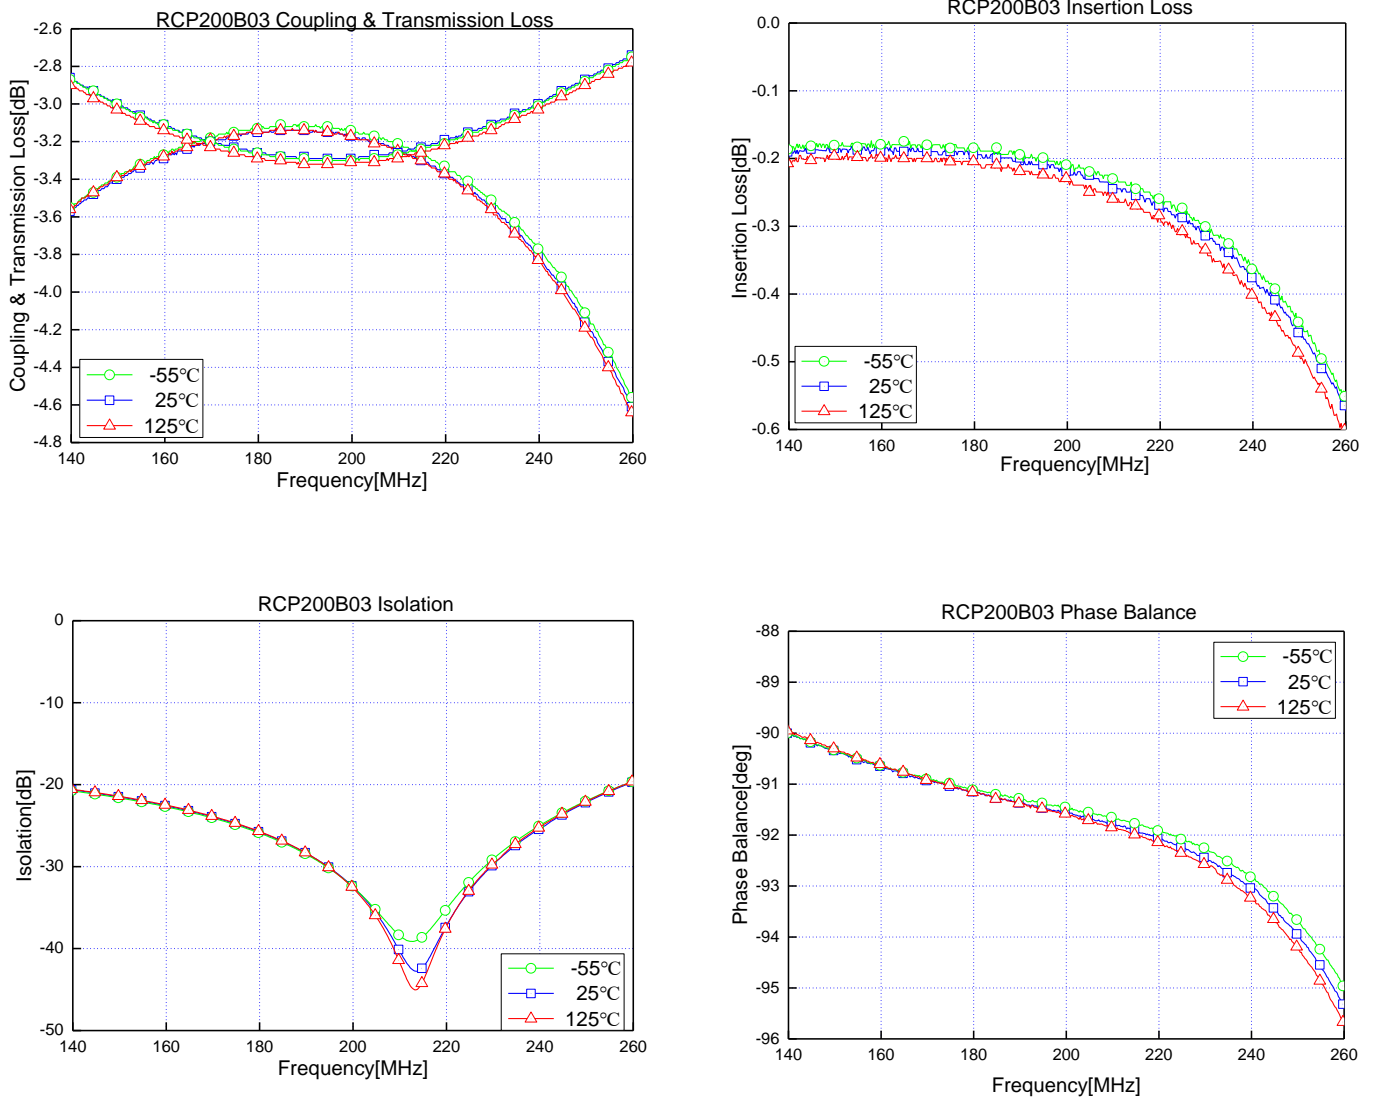 RCP200B03 Coupling & Transmission Loss
Coupling & Transmission Loss[dB]
-2.6
-2.8
-3.0
-3.2
-3.4
-3.6
-3.8
-4.0
-4.2
-4.4
-4.6
-4.8
-55℃
25℃
125℃
140 160 180 200 220 240 260
Frequency[MHz]
RCP200B03 Insertion Loss
Insertion Loss[dB]
0.0
-0.1
-0.2
-0.3
-0.4
-0.5
-0.6
-55℃
25℃
125℃
140 160 180 200 220 240 260
Frequency[MHz]
RCP200B03 Isolation
Isolation[dB]
0
-10
-20
-30
-40
-50
-55℃
25℃
125℃
140 160 180 200 220 240 260
Frequency[MHz]
RCP200B03 Phase Balance
Phase Balance[deg]
-88
-89
-90
-91
-92
-93
-94
-95
-96
-55℃
25℃
125℃
140 160 180 200 220 240 260
Frequency[MHz]